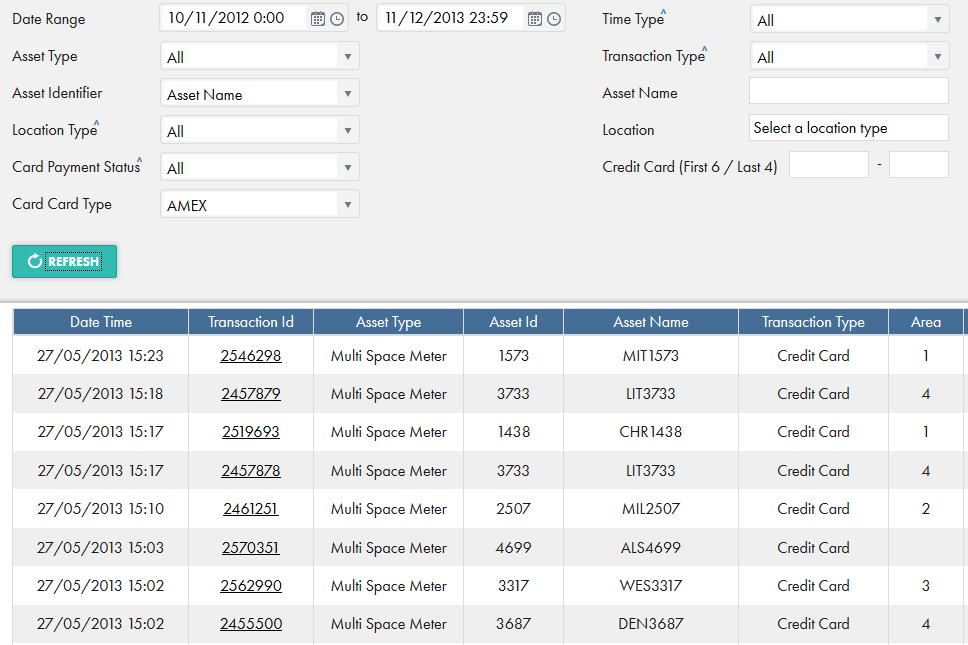 Date Range 10/11/2012 0:00 to 11/12/2013 23:59 Time Type^ All
Asset Type All Transaction Type^ All
Asset Identifier Asset Name Asset Name
Location Type^ All Location Select a location type
Card Payment Status^ All Credit Card (First 6 / Last 4) -
Card Card Type AMEX
REFRESH
Date Time Transaction Id Asset Type Asset Id Asset Name Transaction Type Area
27/05/2013 15:23 2546298 Multi Space Meter 1573 MIT1573 Credit Card 1
27/05/2013 15:18 2457879 Multi Space Meter 3733 LIT3733 Credit Card 4
27/05/2013 15:17 2519693 Multi Space Meter 1438 CHR1438 Credit Card 1
27/05/2013 15:17 2457878 Multi Space Meter 3733 LIT3733 Credit Card 4
27/05/2013 15:10 2461251 Multi Space Meter 2507 MIL2507 Credit Card 2
27/05/2013 15:03 2570351 Multi Space Meter 4699 ALS4699 Credit Card
27/05/2013 15:02 2562990 Multi Space Meter 3317 WES3317 Credit Card 3
27/05/2013 15:02 2455500 Multi Space Meter 3687 DEN3687 Credit Card 4